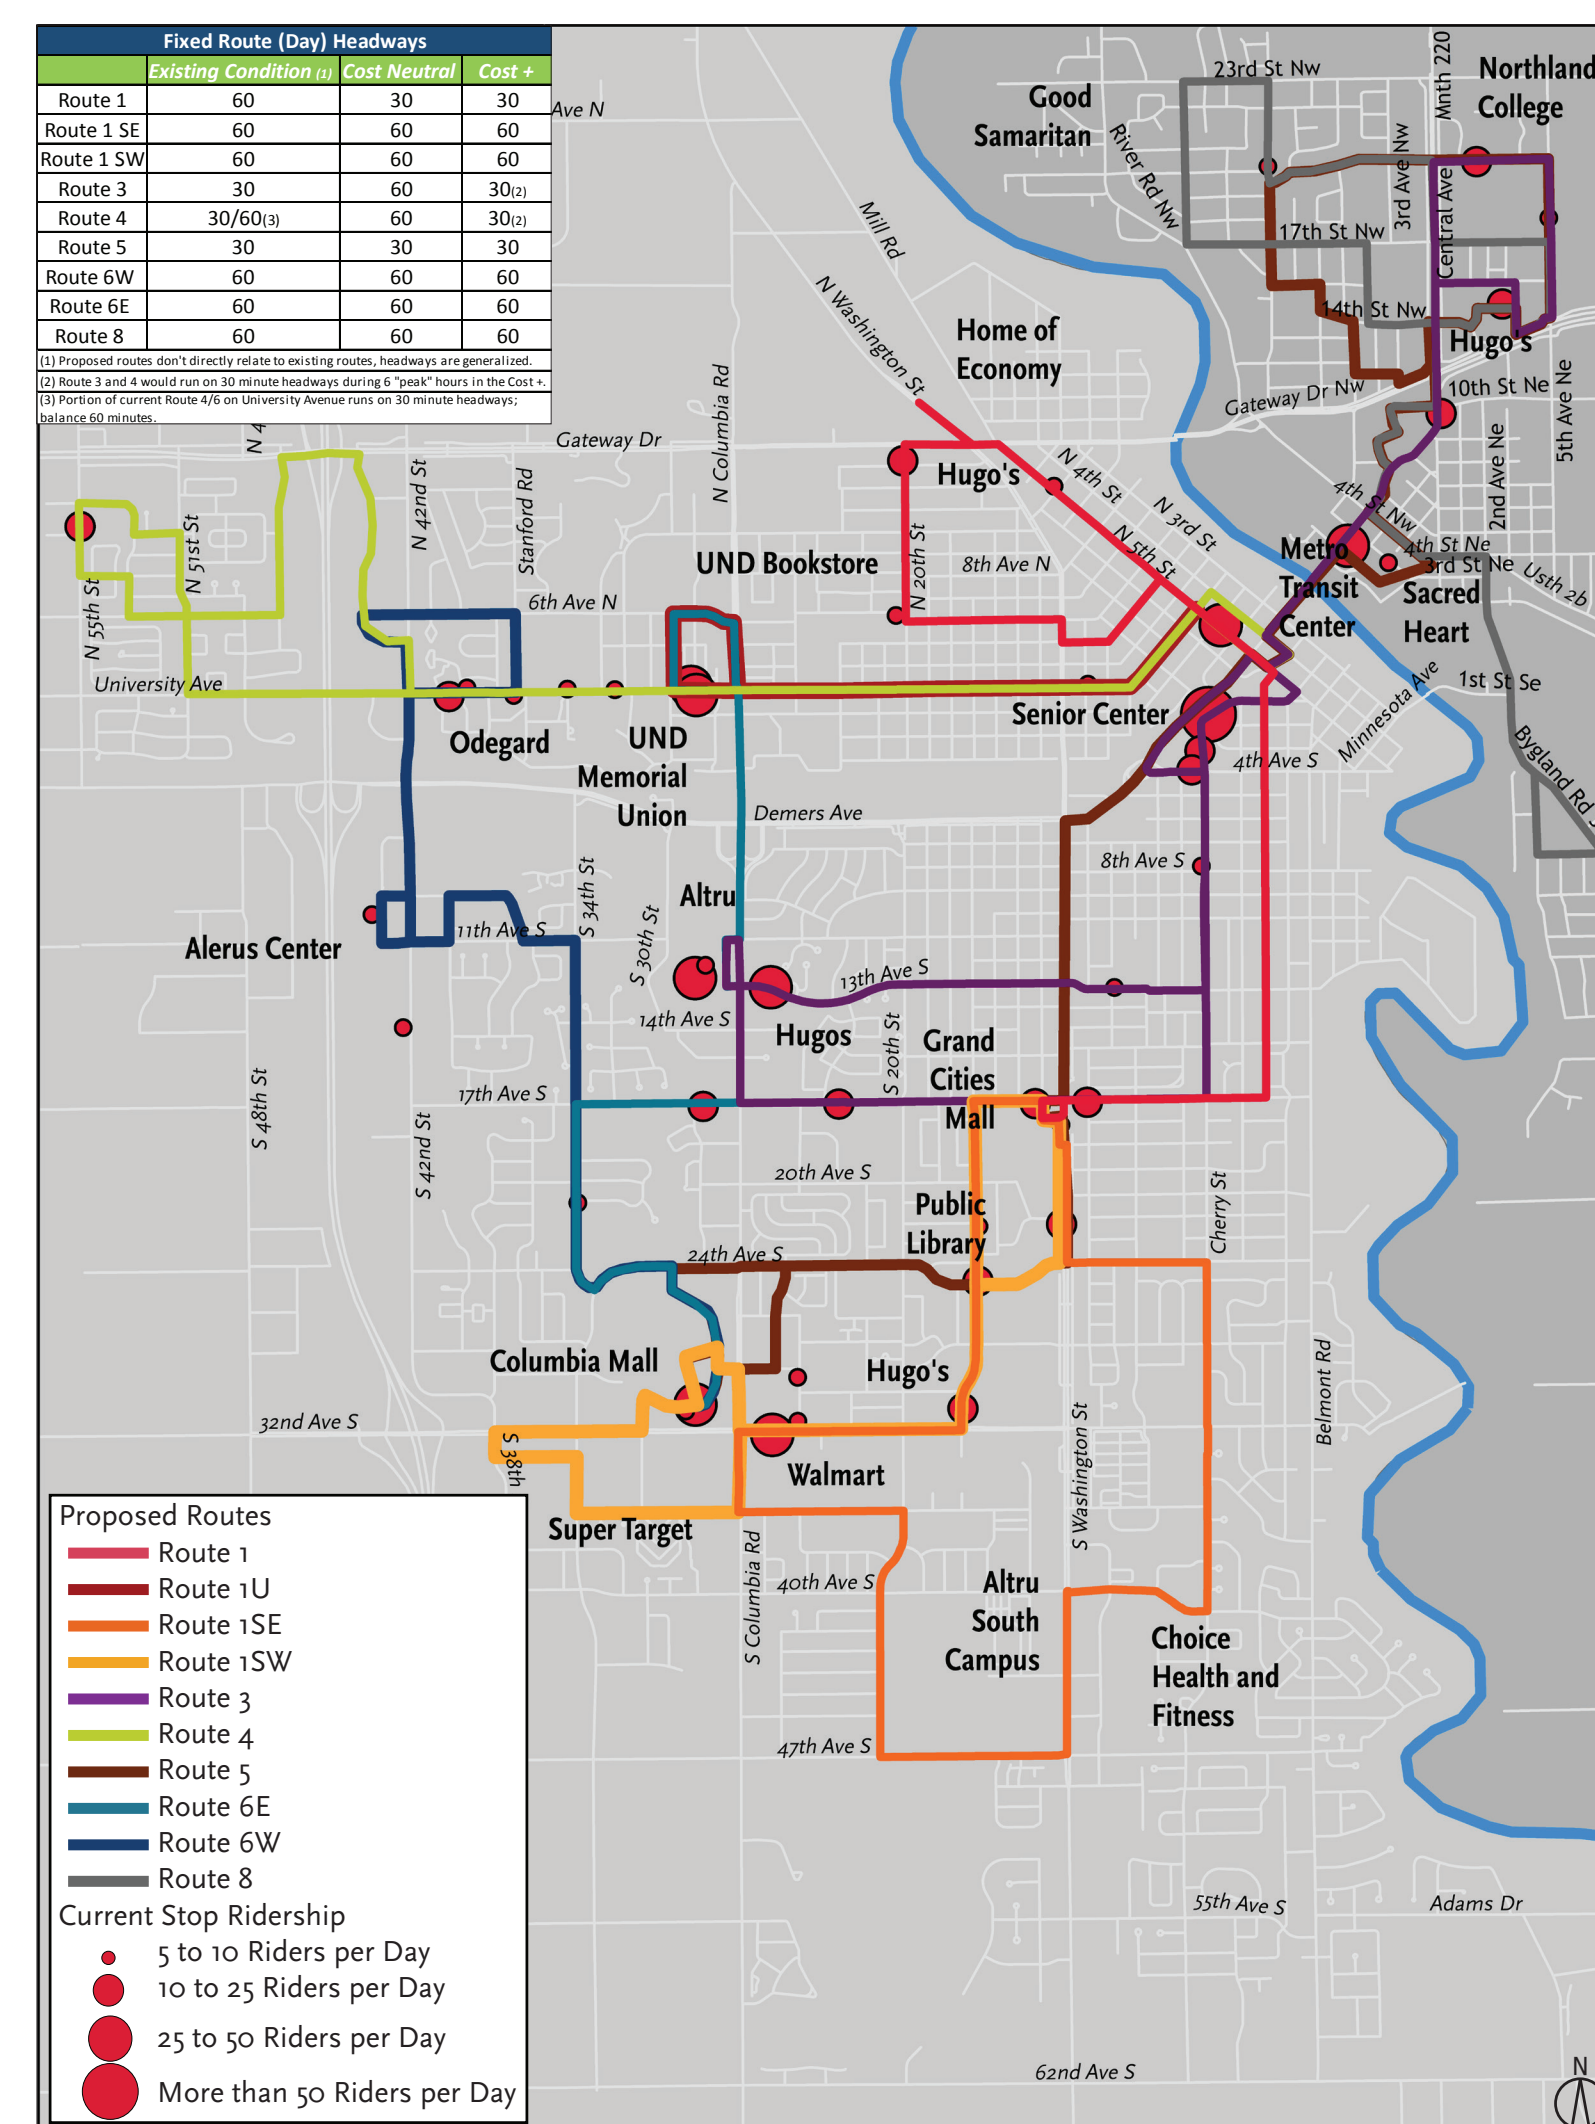 Fixed Route (Day) Headways
Existing Condition (1) Cost Neutral Cost +
Route 1 60 30 30
Route 1 SE 60 60 60
Route 1 SW 60 60 60
Route 3 30 60 30(2)
Route 4 30/60(3) 60 30(2)
Route 5 30 30 30
Route 6W 60 60 60
Route 6E 60 60 60
Route 8 60 60 60
(1) Proposed routes don't directly relate to existing routes, headways are generalized.
(2) Route 3 and 4 would run on 30 minute headways during 6 "peak" hours in the Cost +.
(3) Portion of current Route 4/6 on University Avenue runs on 30 minute headways;
balance 60 minutes.
Ave N
23rd St Nw
Mnth 220
Northland
College
Good
Samaritan
River Rd Nw
3rd Ave Nw
Central Ave
17th St Nw
Mill Rd
N Washington St
14th St Nw
Hugo's
Home of
Economy
N Columbia Rd
Gateway Dr Nw
10th St Ne
5th Ave Ne
2nd Ave Ne
N 4
Gateway Dr
N 42nd St
Stanford Rd
Hugo's
N 4th St
N 3rd St
N 5th St
4th St Nw
N 51st St
UND Bookstore
N 20th St
8th Ave N
Metro
Transit
Center
4th St Ne
3rd St Ne
Usth 2b
Sacred
Heart
N 55th St
6th Ave N
University Ave
Minnesota Ave
1st St Se
Senior Center
Odegard
UND
Memorial
Union
4th Ave S
Bygland Rd S
Demers Ave
8th Ave S
S 34th St
Altru
Alerus Center
11th Ave S
S 30th St
13th Ave S
14th Ave S
Hugos
S 20th St
Grand
Cities
Mall
S 48th St
17th Ave S
S 42nd St
20th Ave S
Public
Library
Cherry St
24th Ave S
Columbia Mall
Hugo's
Belmont Rd
32nd Ave S
S 38th
S Washington St
Walmart
Super Target
S Columbia Rd
40th Ave S
Altru
South
Campus
Choice
Health and
Fitness
47th Ave S
Proposed Routes
Route 1
Route 1U
Route 1SE
Route 1SW
Route 3
Route 4
Route 5
Route 6E
Route 6W
Route 8
Current Stop Ridership
5 to 10 Riders per Day
10 to 25 Riders per Day
25 to 50 Riders per Day
More than 50 Riders per Day
55th Ave S
Adams Dr
62nd Ave S
N